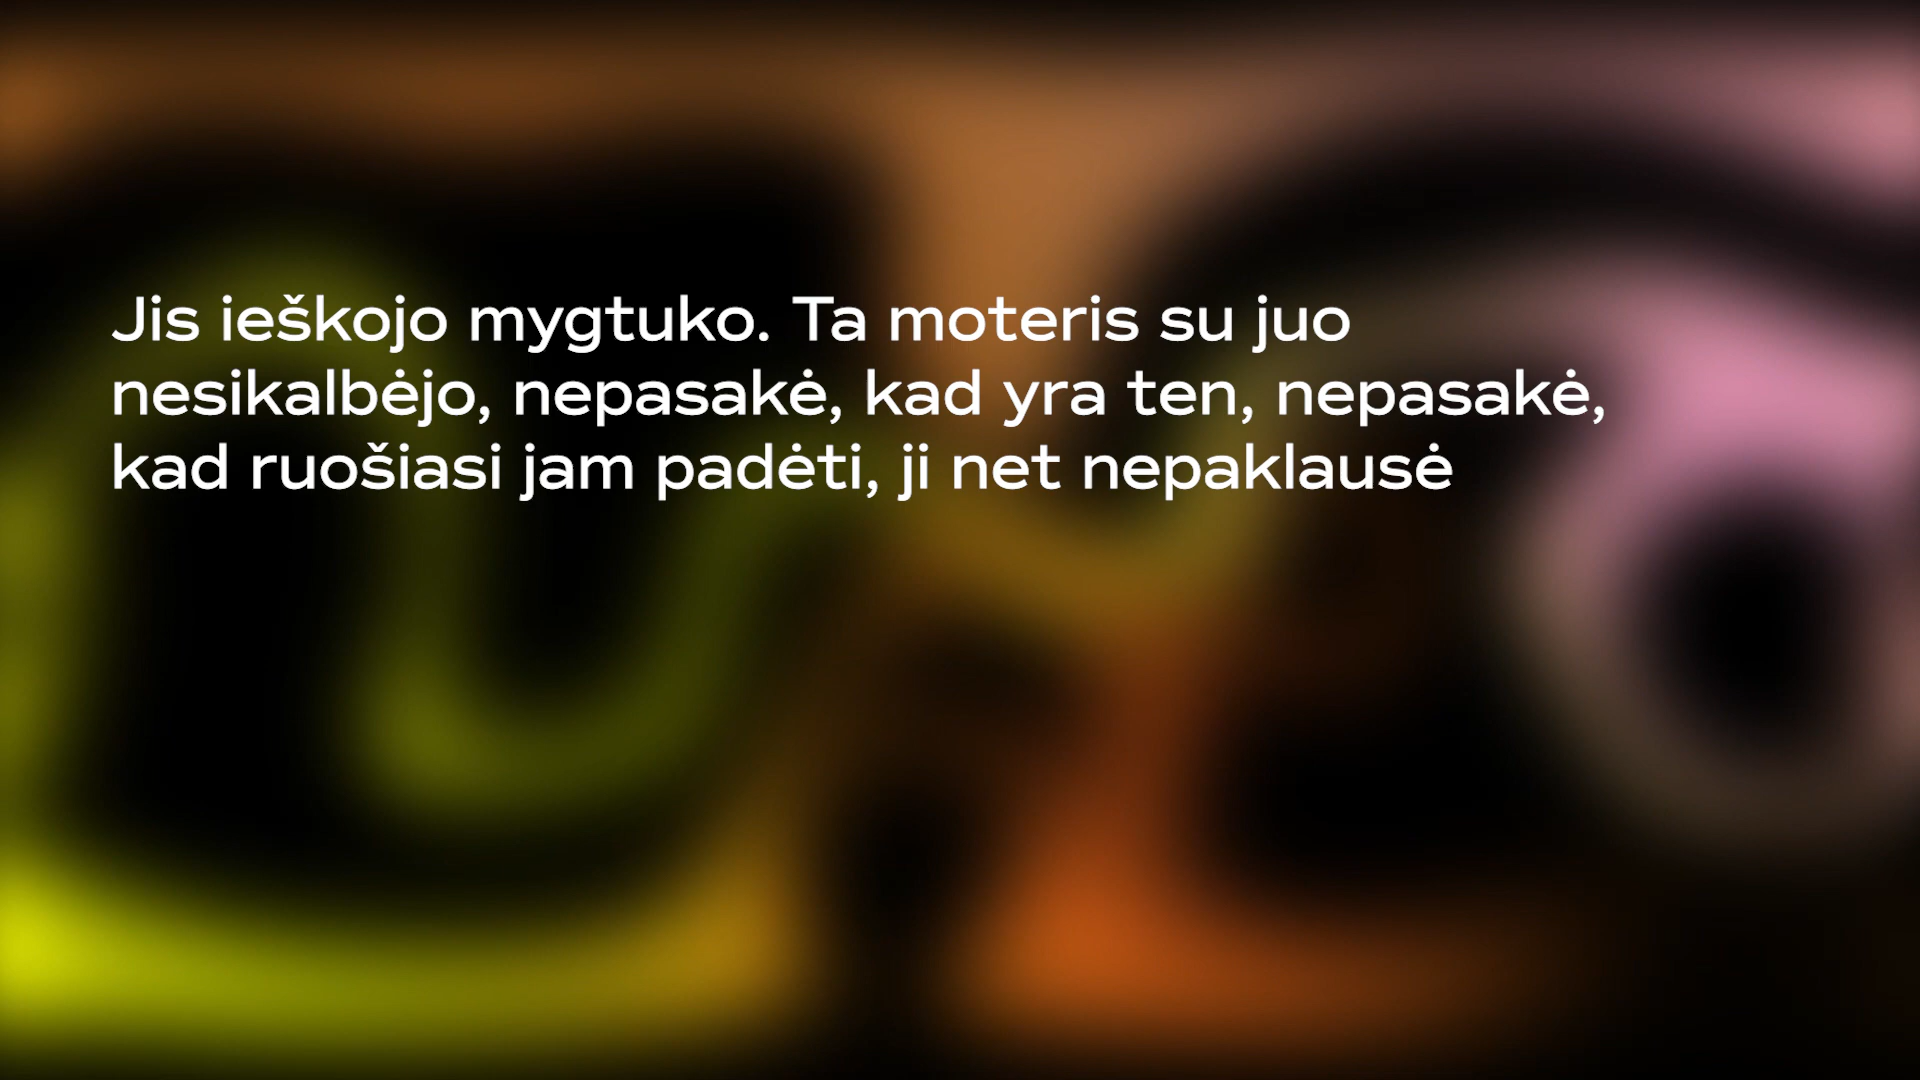 Jis ieškojo mygtuko. Ta moteris su juo
nesikalbėjo, nepasakė, kad yra ten, nepasakė,
kad ruošiasi jam padėti, ji net nepaklausė